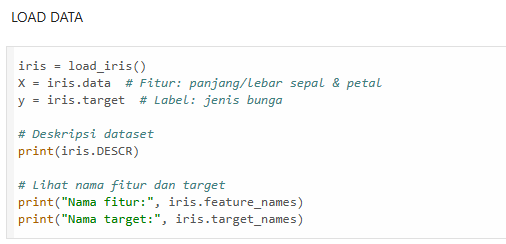 LOAD DATA
iris = load_iris()
X = iris.data  # Fitur: panjang/lebar sepal & petal
y = iris.target  # Label: jenis bunga
# Deskripsi dataset
print(iris.DESCR)
# Lihat nama fitur dan target
print("Nama fitur:", iris.feature_names)
print("Nama target:", iris.target_names)